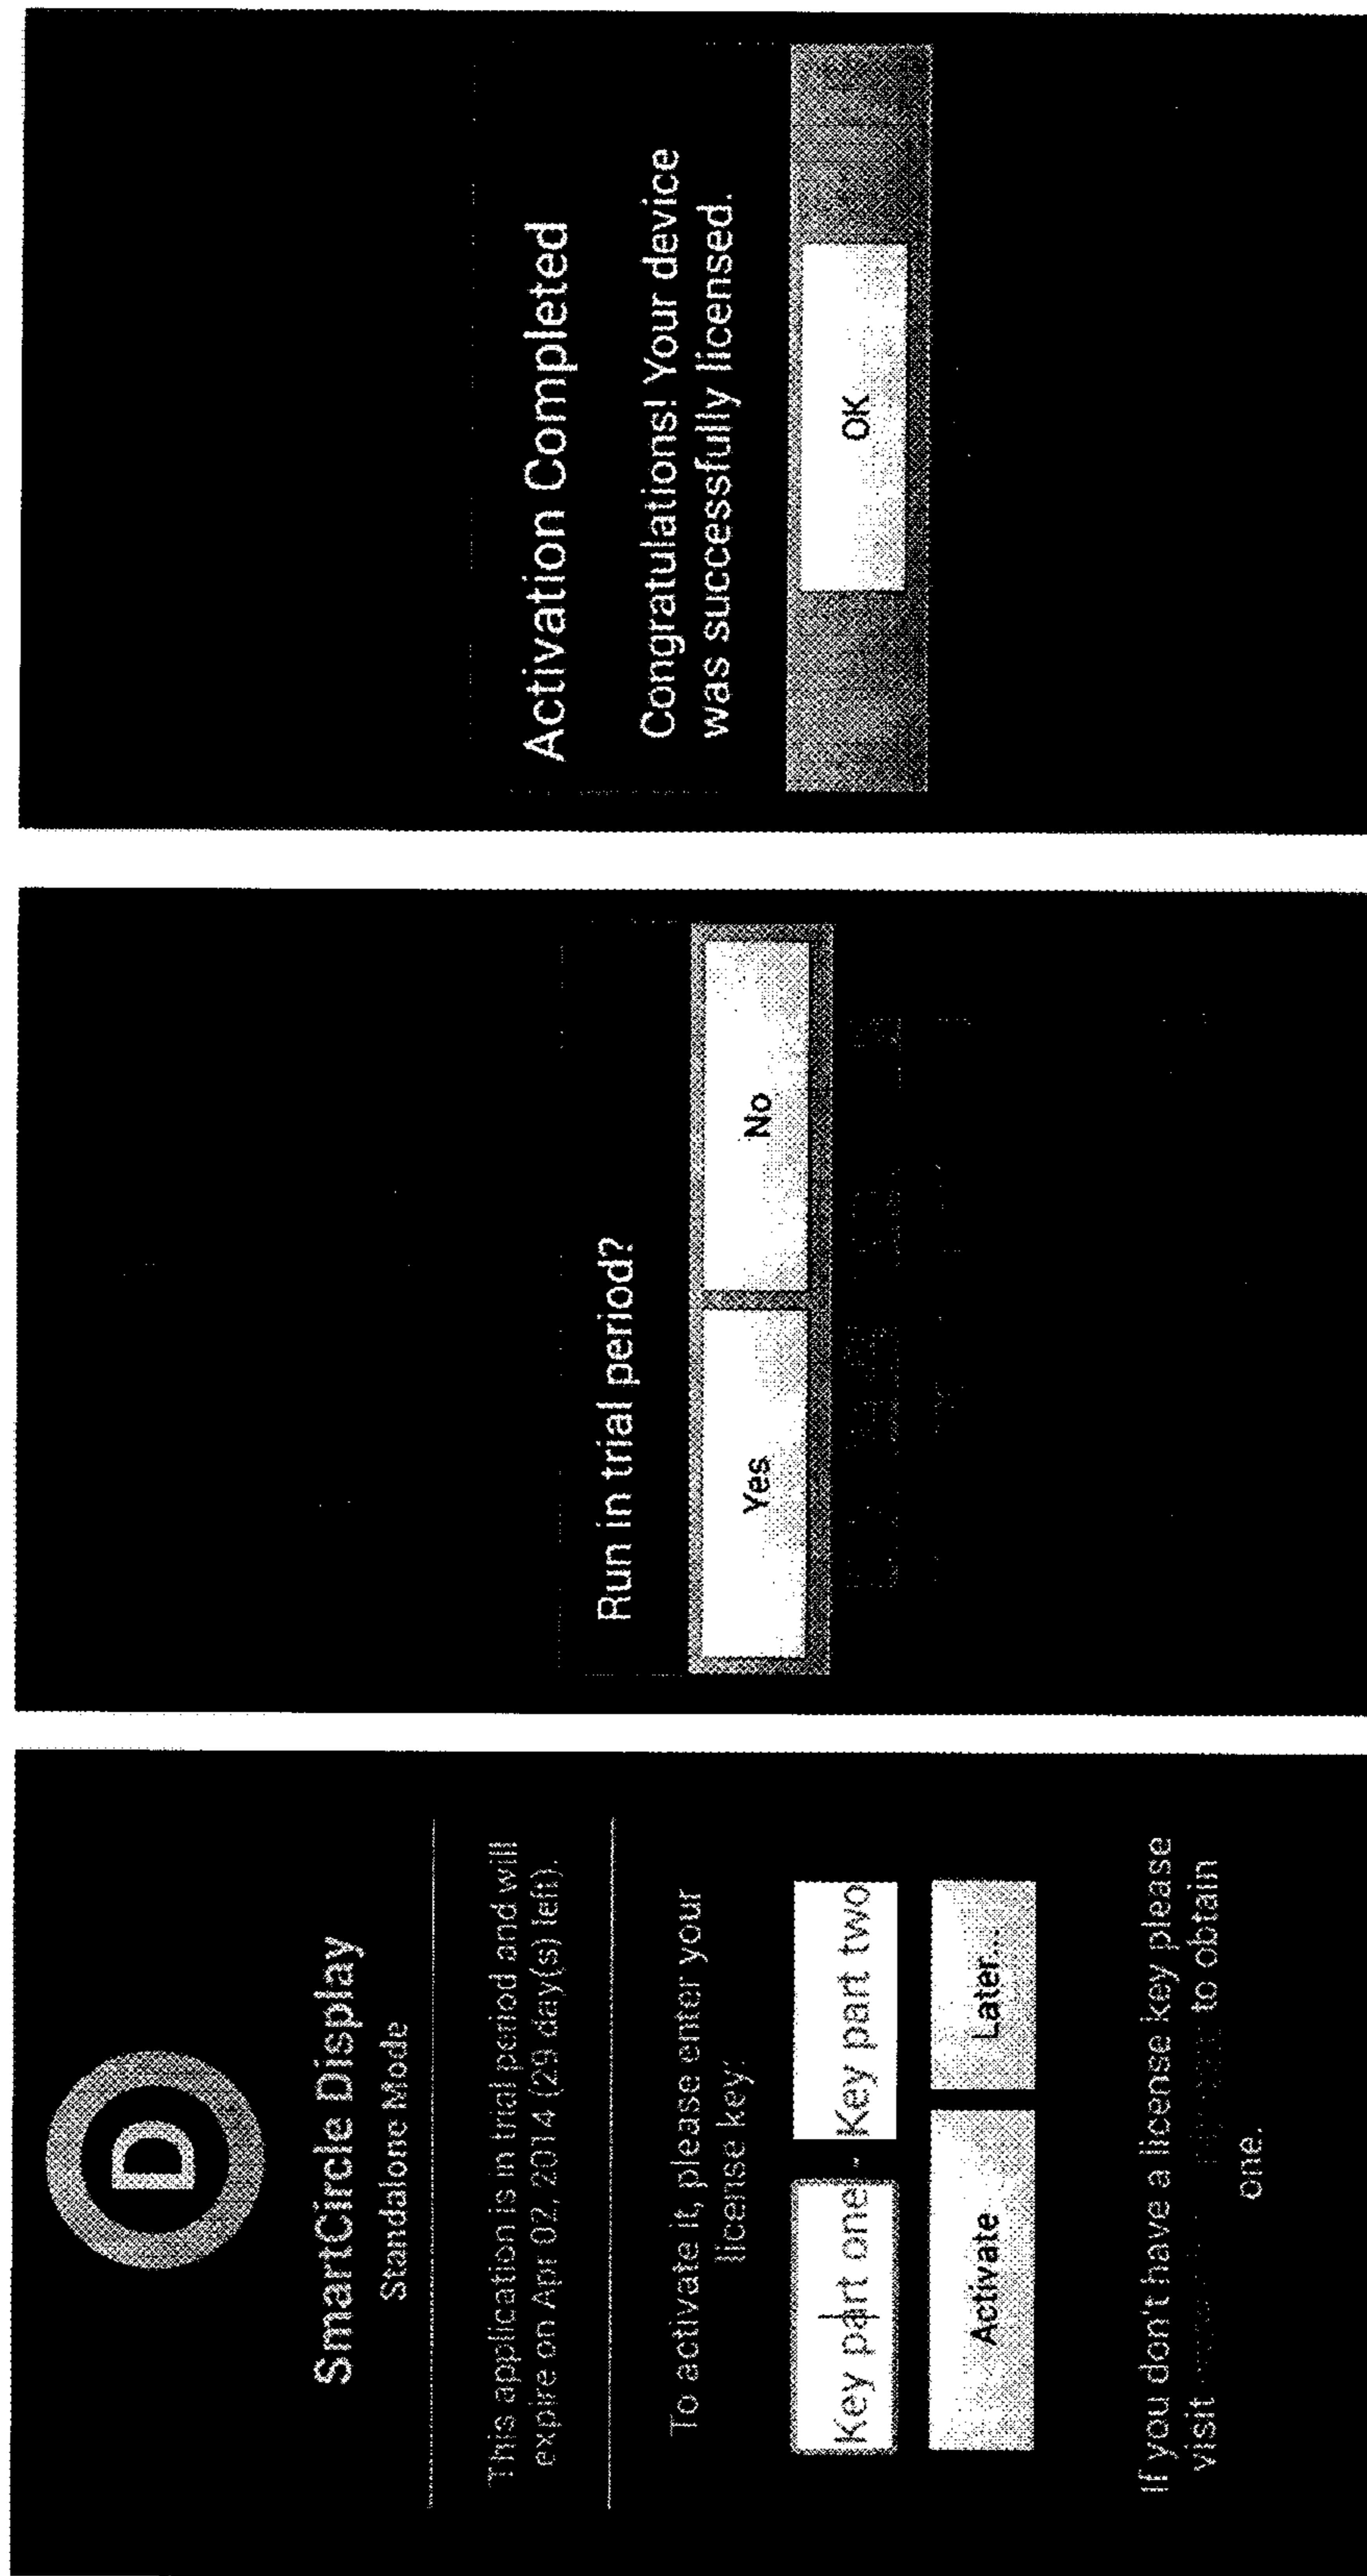 D
SmartCircle Display
Standalone Mode
This application is in trial period and will
expire on Apr 02, 2014 (29 day(s) left).
To activate it, please enter your
license key:
Key part one - Key part two
Activate Later...
If you don't have a license key please
visit to obtain
one.
Run in trial period?
Yes No
Activation Completed
Congratulations! Your device
was successfully licensed.
OK